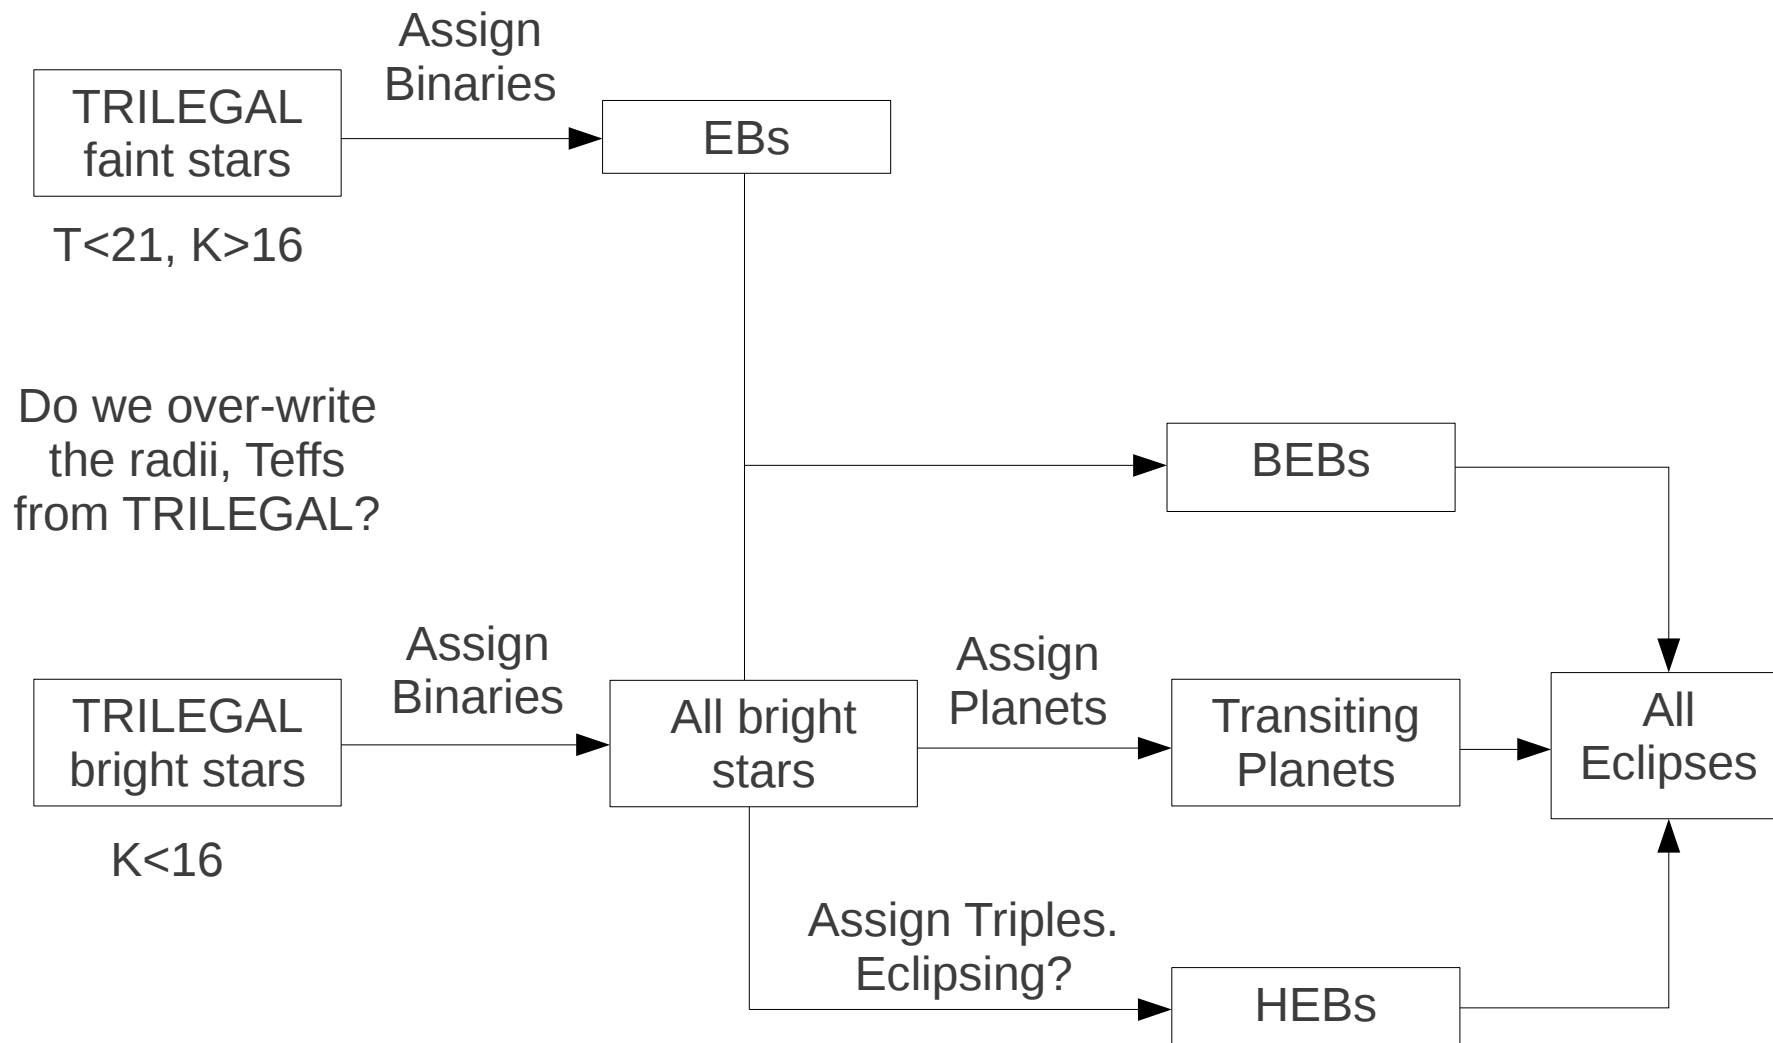 Assign
Binaries
TRILEGAL
faint stars
EBs
T<21, K>16
Do we over-write
the radii, Teffs
from TRILEGAL?
BEBs
Assign
Binaries
Assign
Planets
TRILEGAL
bright stars
All bright
stars
Transiting
Planets
All
Eclipses
K<16
Assign Triples.
Eclipsing?
HEBs